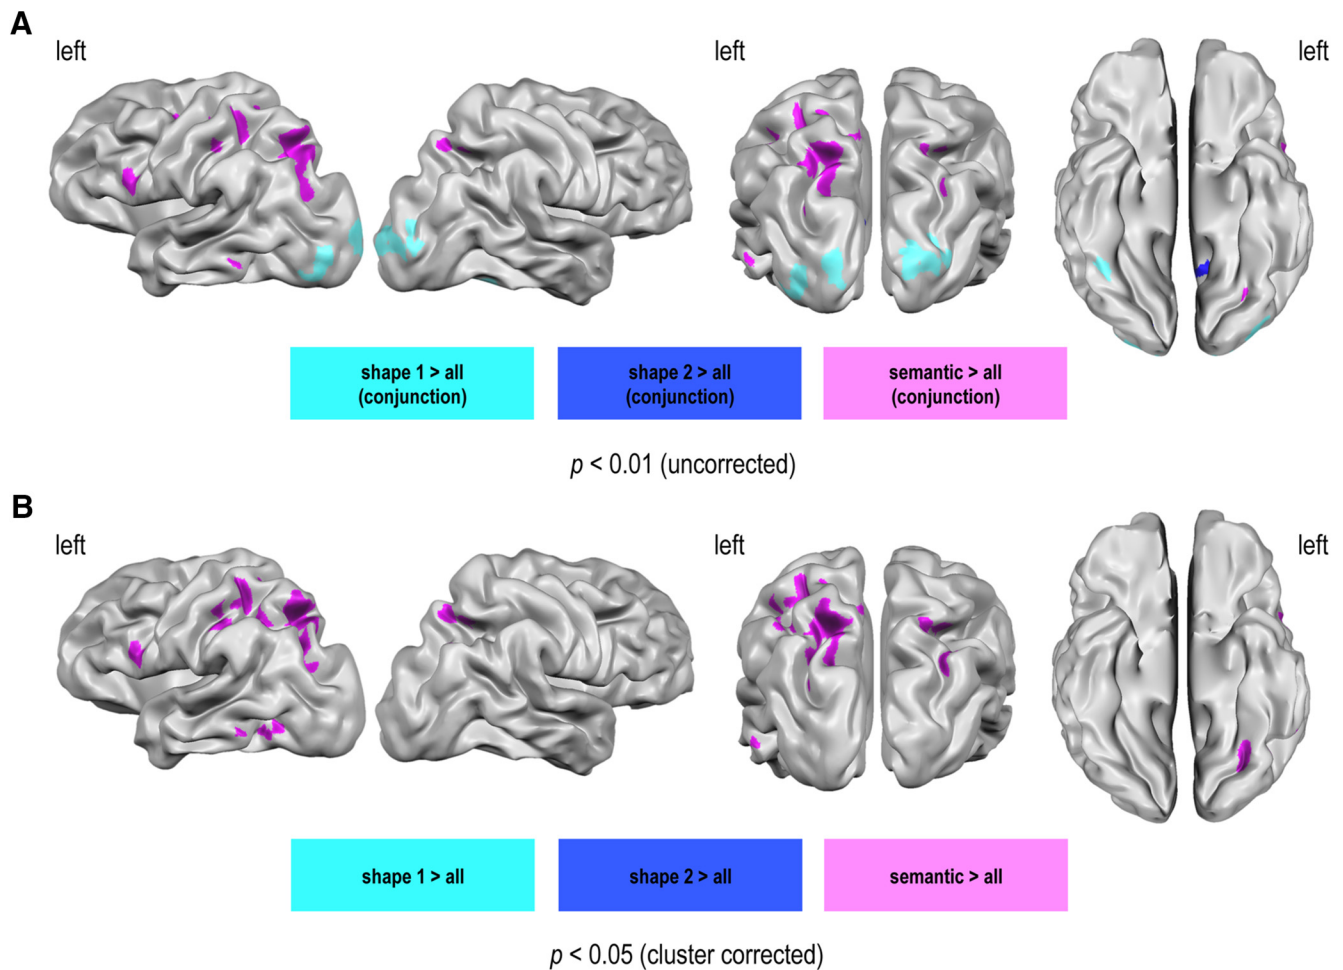 A
left
left
left
shape 1 > all
(conjunction)
shape 2 > all
(conjunction)
semantic > all
(conjunction)
p < 0.01 (uncorrected)
B
left
left
left
shape 1 > all
shape 2 > all
semantic > all
p < 0.05 (cluster corrected)